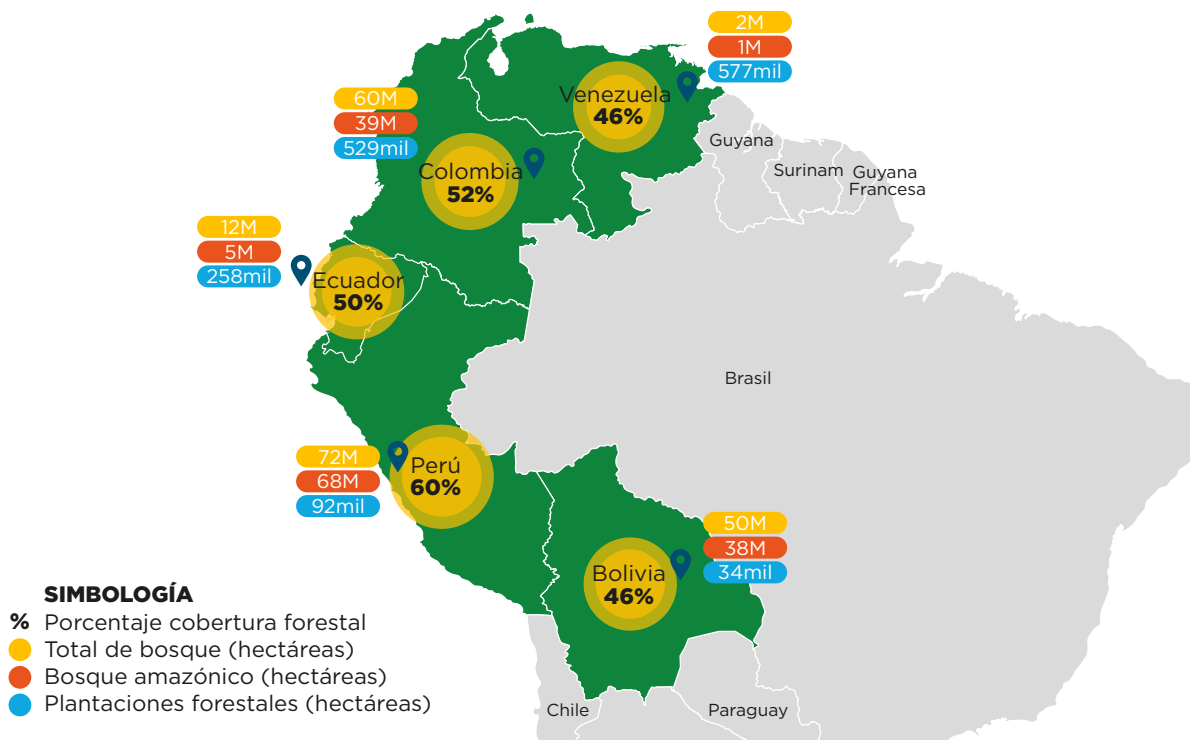 2M
1M
577mil
Venezuela
46%
60M
39M
529mil
Colombia
52%
Guyana
Surinam
Guyana
Francesa
12M
5M
258mil
Ecuador
50%
Brasil
72M
68M
92mil
Perú
60%
50M
38M
34mil
Bolivia
46%
SIMBOLOGÍA
% Porcentaje cobertura forestal
Total de bosque (hectáreas)
Bosque amazónico (hectáreas)
Plantaciones forestales (hectáreas)
Chile
Paraguay